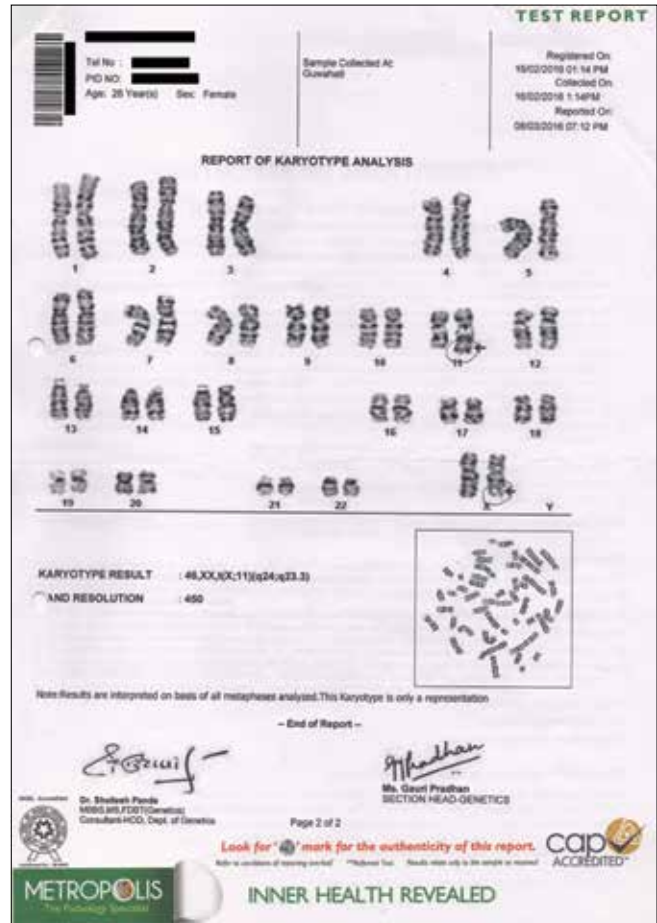 TEST REPORT
Tel No :
PID NO:
Age: 26 Year(s) Sex: Female
Sample Collected At:
Guwahati
Registered On:
2016 01:14 PM
Collected On:
16/02/2016 1:14PM
Reported On:
08/03/2016 07:12 PM
REPORT OF KARYOTYPE ANALYSIS
1 2 3 4 5
6 7 8 9 10 11 12
13 14 15 16 17 18
19 20 21 22 X Y
KARYOTYPE RESULT : 46,XX,t(X;11)(q24;q23.3)
AND RESOLUTION : 450
Note:Results are interpreted on basis of all metaphases analyzed.This Karyotype is only a representation
-- End of Report --
Dr. Shailesh Pande
Consultant-HOD, Dept. of Genetics
Ms. Gauri Pradhan
SECTION HEAD-GENETICS
Page 2 of 2
Look for ' ' mark for the authenticity of this report.
cap
ACCREDITED
METROPOLIS
The Pathology Specialist
INNER HEALTH REVEALED